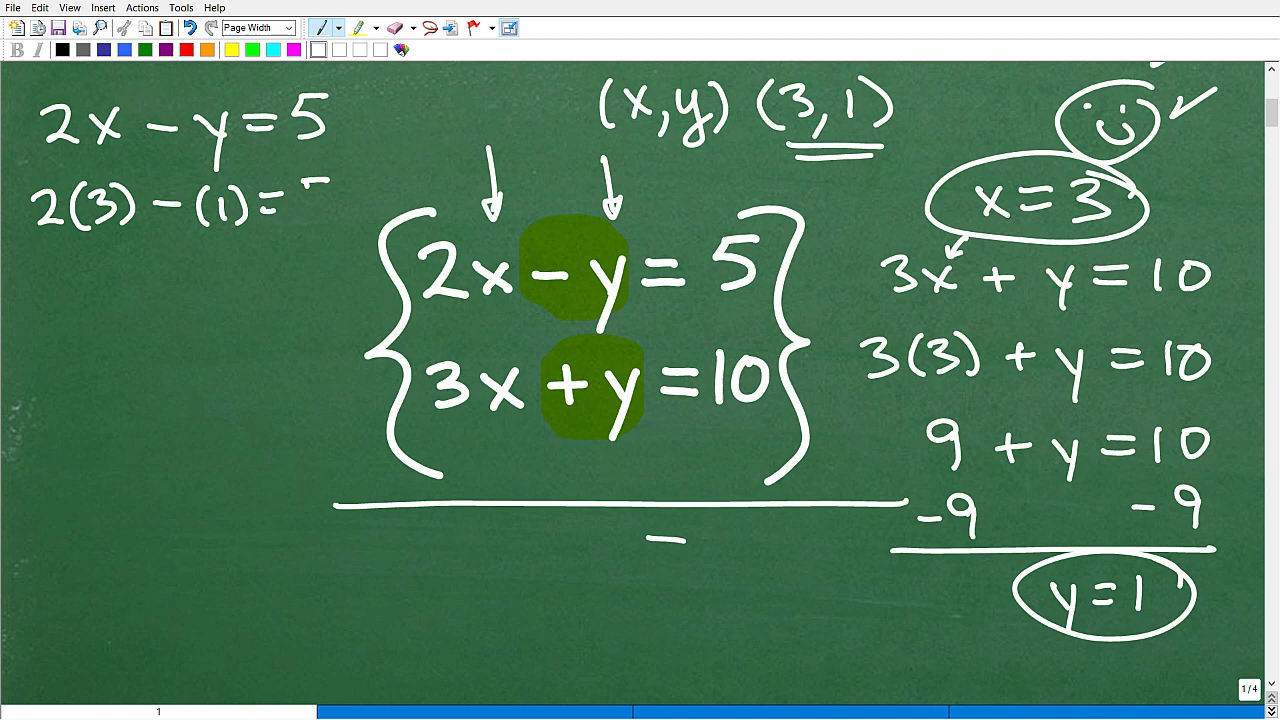 File Edit View Insert Actions Tools Help
Page Width
B I
2x - y = 5
2(3) - (1) =
(x,y) (3,1)
2x - y = 5
3x + y = 10
=
x = 3
3x + y = 10
3(3) + y = 10
9 + y = 10
-9 -9
y = 1
1/4
1